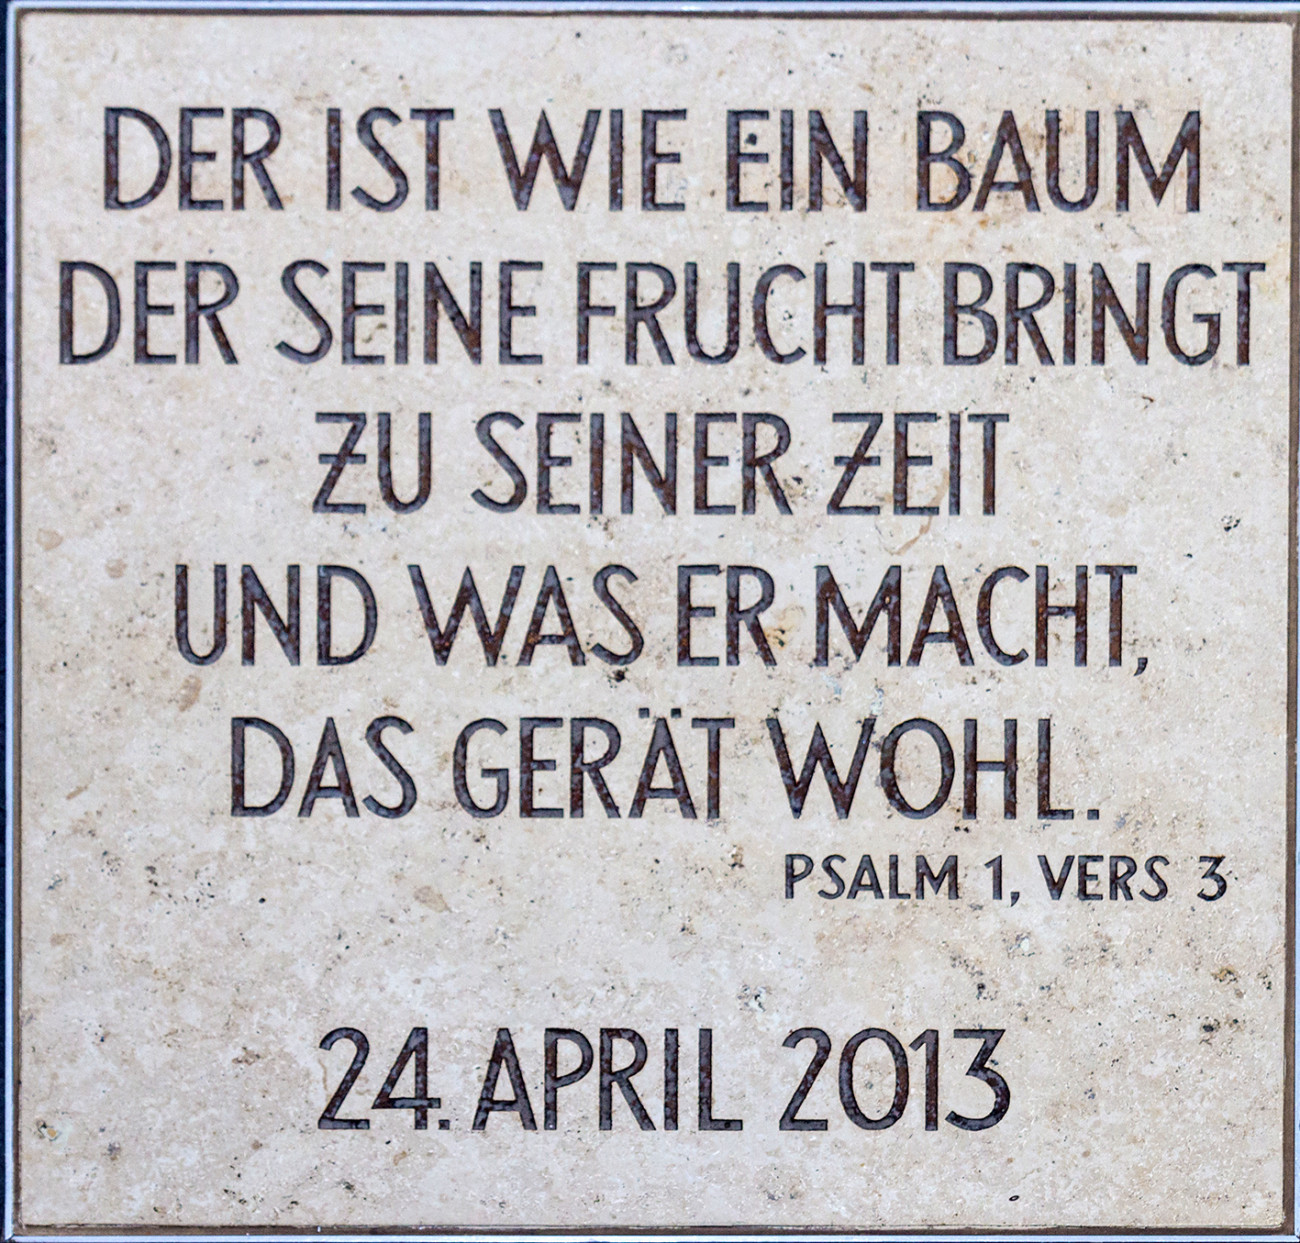 DER IST WIE EIN BAUM
DER SEINE FRUCHT BRINGT
ZU SEINER ZEIT
UND WAS ER MACHT,
DAS GERÄT WOHL.
PSALM 1, VERS 3
24. APRIL 2013